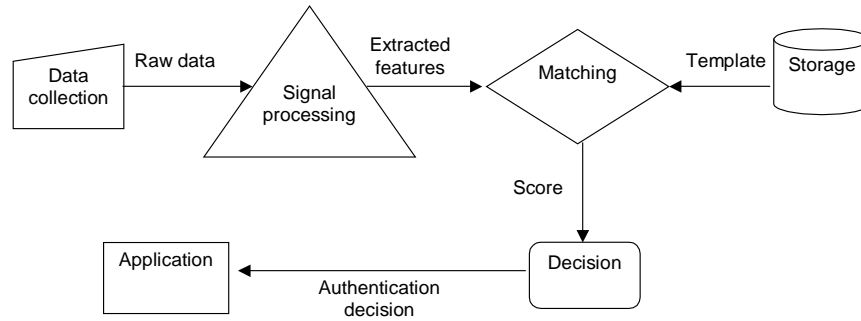 Data
collection
Raw data
Signal
processing
Extracted
features
Matching
Template
Storage
Score
Decision
Authentication
decision
Application